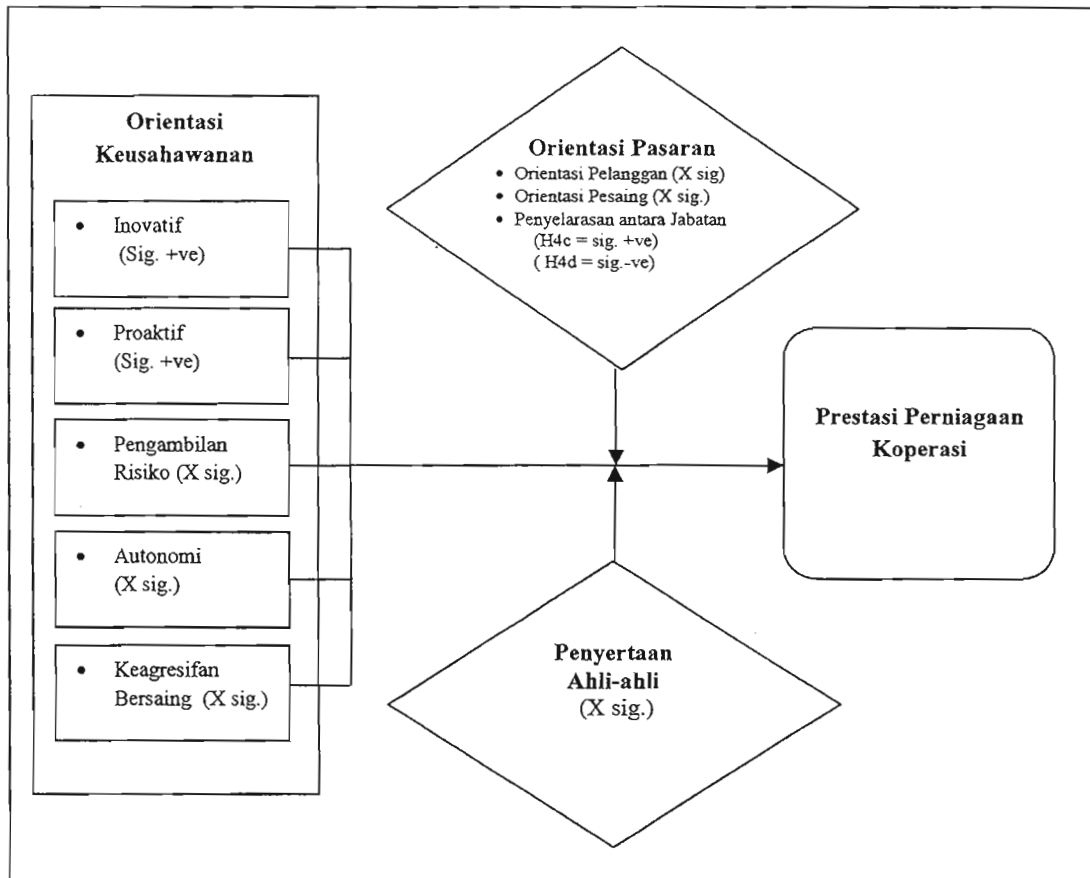 Orientasi
Keusahawanan
• Inovatif
(Sig. +ve)
• Proaktif
(Sig. +ve)
• Pengambilan
Risiko (X sig.)
• Autonomi
(X sig.)
• Keagresifan
Bersaing (X sig.)
Orientasi Pasaran
• Orientasi Pelanggan (X sig)
• Orientasi Pesaing (X sig.)
• Penyelarasan antara Jabatan
(H4c = sig. +ve)
( H4d = sig.-ve)
Penyertaan
Ahli-ahli
(X sig.)
Prestasi Perniagaan
Koperasi